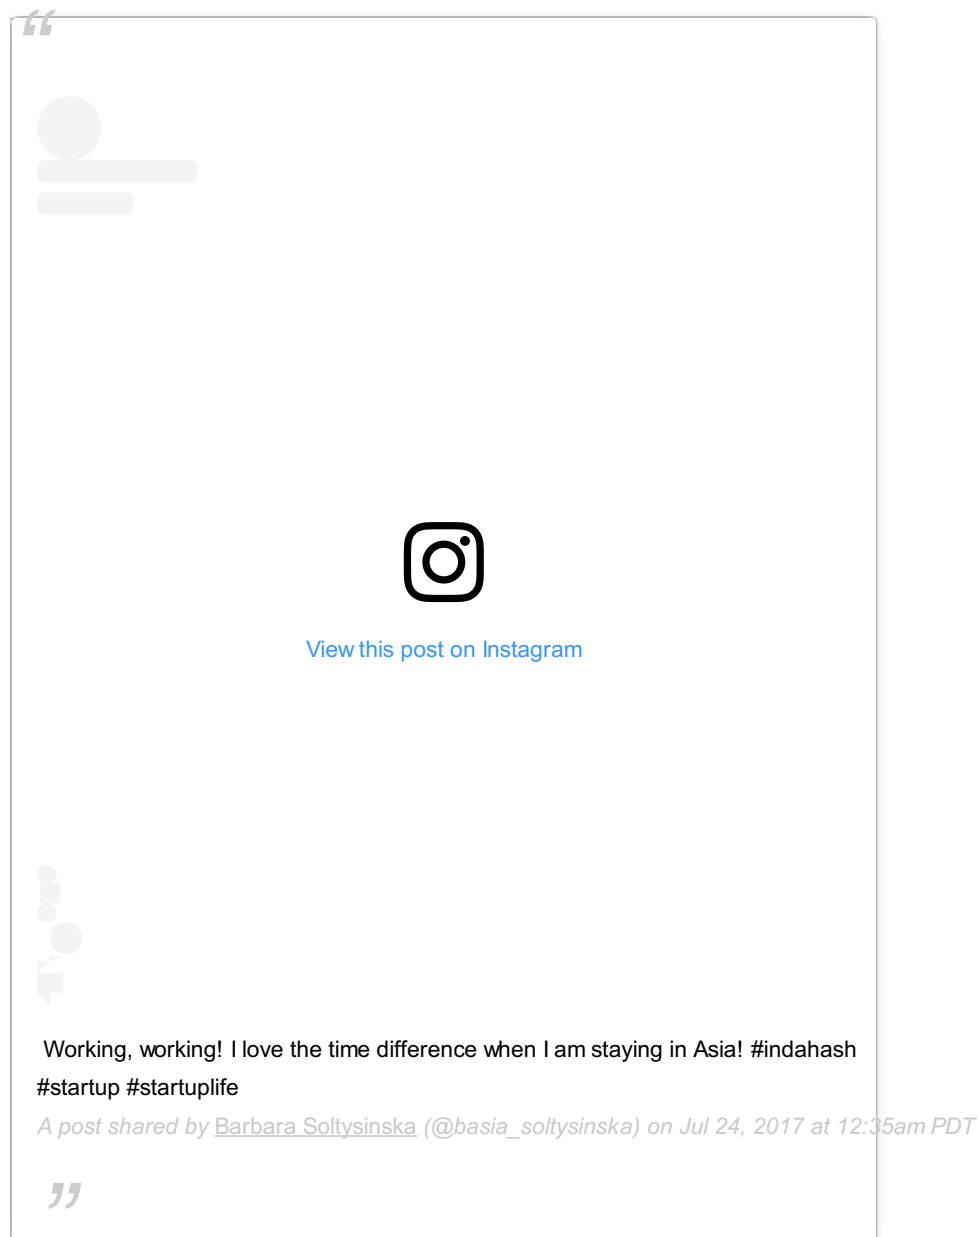 “
View this post on Instagram
Working, working! I love the time difference when I am staying in Asia! #indahash
#startup #startuplife
A post shared by Barbara Soltysinska (@basia_soltysinska) on Jul 24, 2017 at 12:35am PDT
”